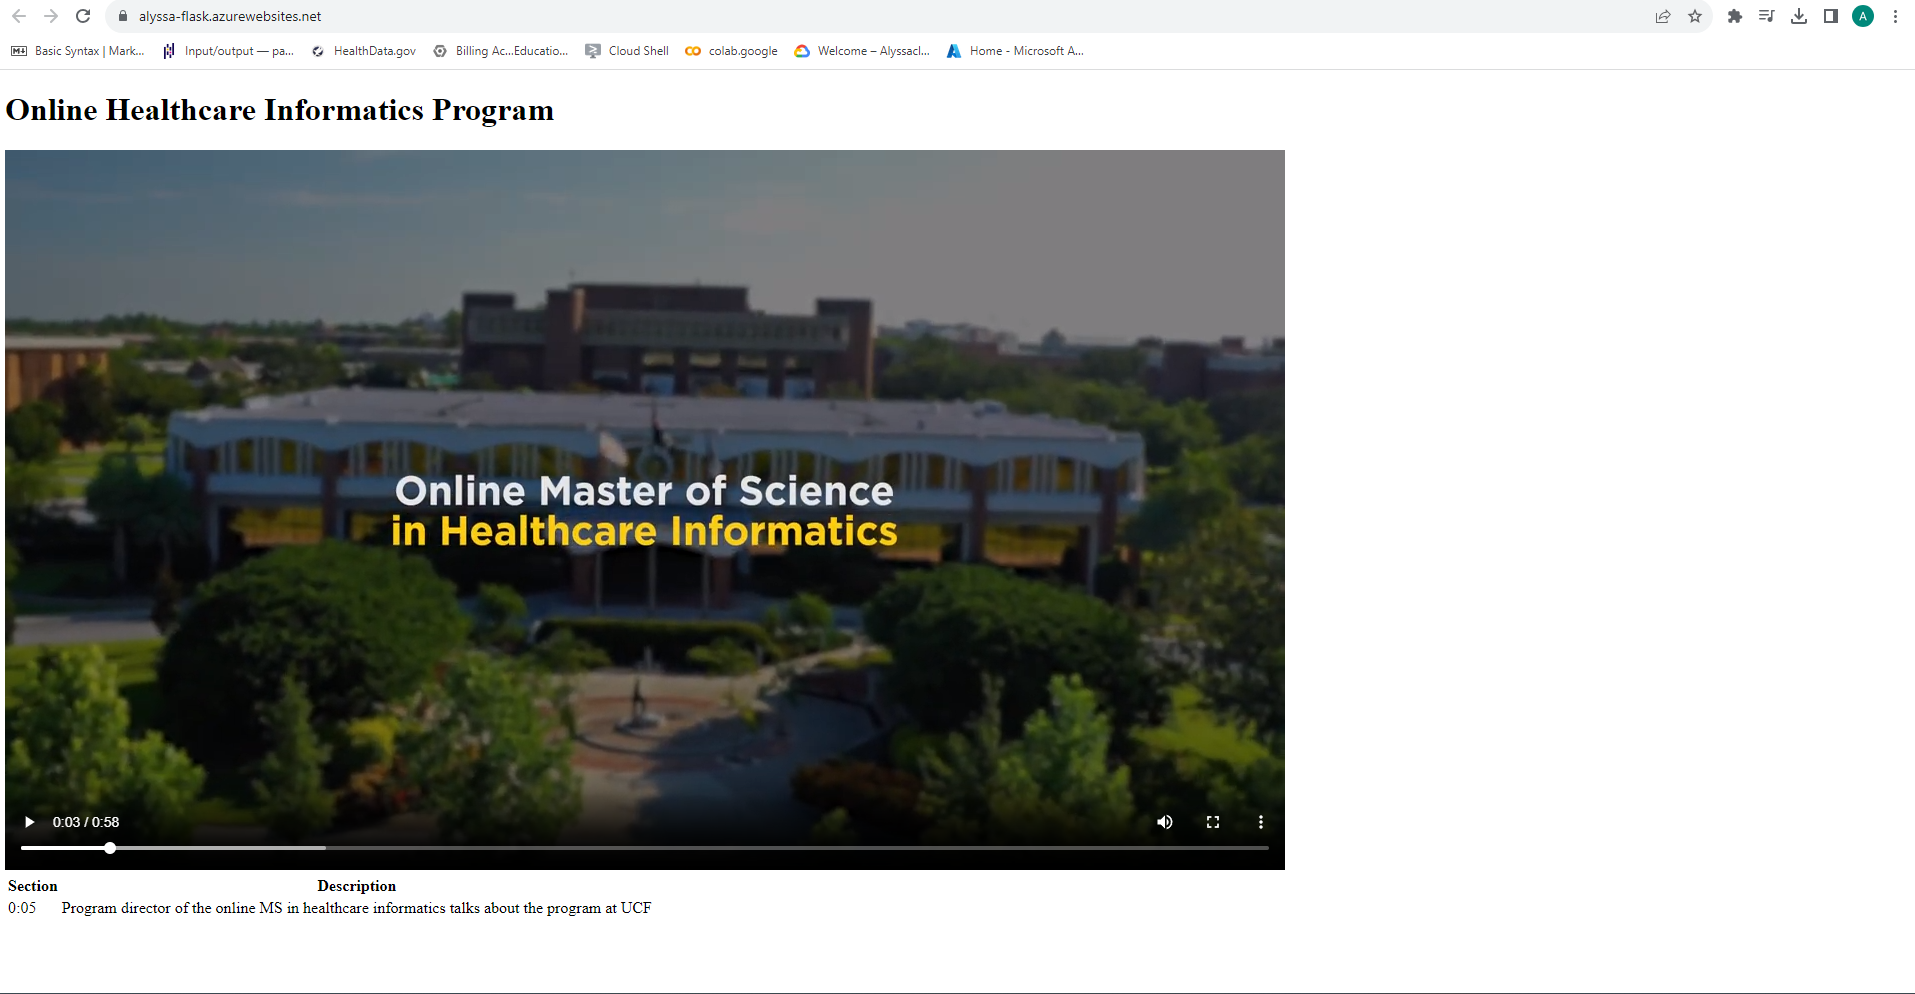 alyssa-flask.azurewebsites.net
A
Basic Syntax | Mark...
Input/output — pa...
HealthData.gov
Billing Ac...Educatio...
Cloud Shell
colab.google
Welcome – Alyssacl...
Home - Microsoft A...
Online Healthcare Informatics Program
Online Master of Science
in Healthcare Informatics
0:03 / 0:58
Section Description
0:05 Program director of the online MS in healthcare informatics talks about the program at UCF